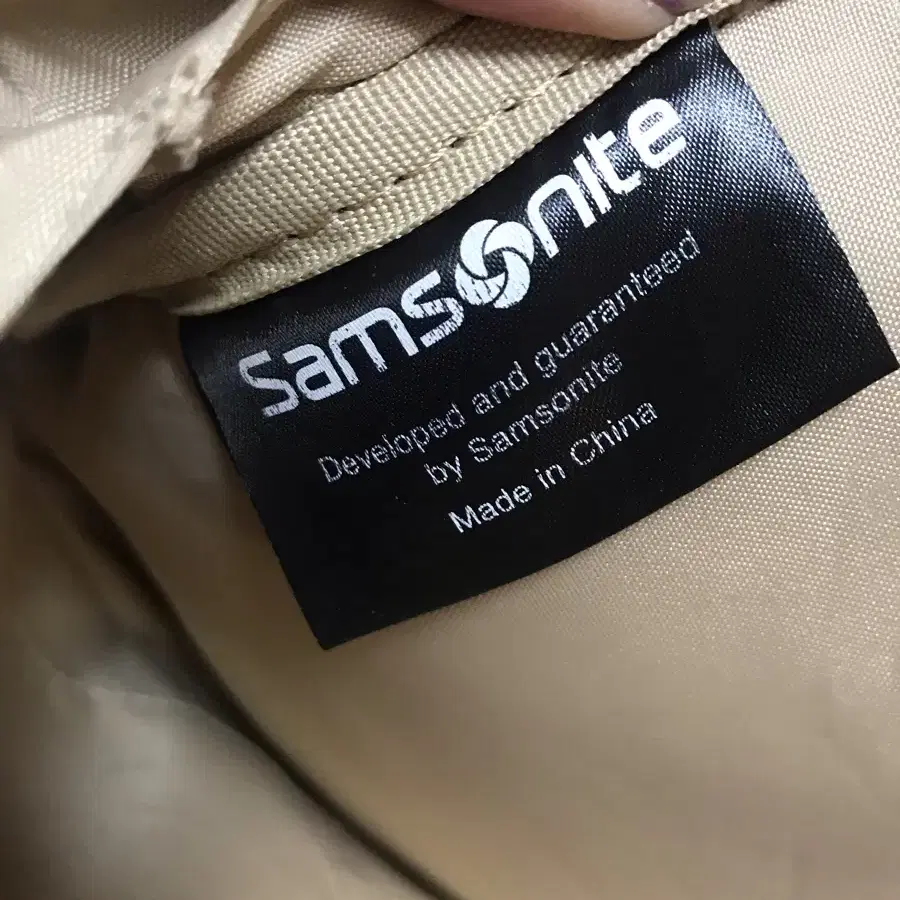 Samsonite
Developed and guaranteed
by Samsonite
Made in China